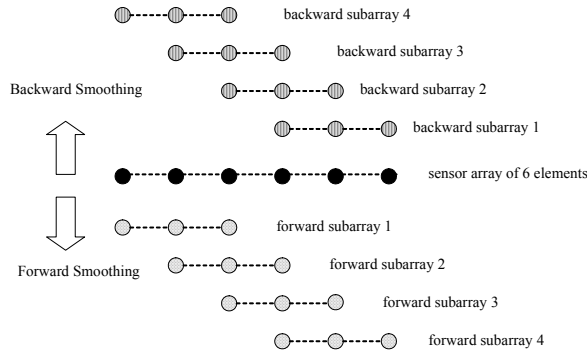 backward subarray 4
backward subarray 3
Backward Smoothing
backward subarray 2
backward subarray 1
sensor array of 6 elements
forward subarray 1
forward subarray 2
Forward Smoothing
forward subarray 3
forward subarray 4